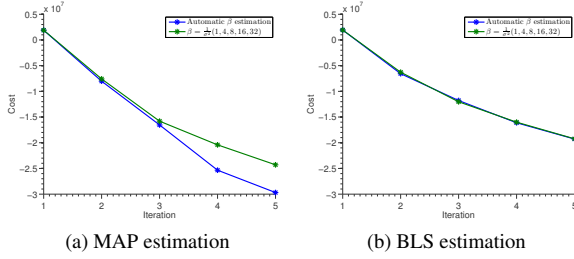 x 10^7
Automatic β estimation
β = 1/σ² (1, 4, 8, 16, 32)
0.5
0
−0.5
−1
−1.5
−2
−2.5
−3
Cost
1
2
3
4
5
Iteration
(a) MAP estimation
x 10^7
Automatic β estimation
β = 1/σ² (1, 4, 8, 16, 32)
0.5
0
−0.5
−1
−1.5
−2
−2.5
−3
Cost
1
2
3
4
5
Iteration
(b) BLS estimation